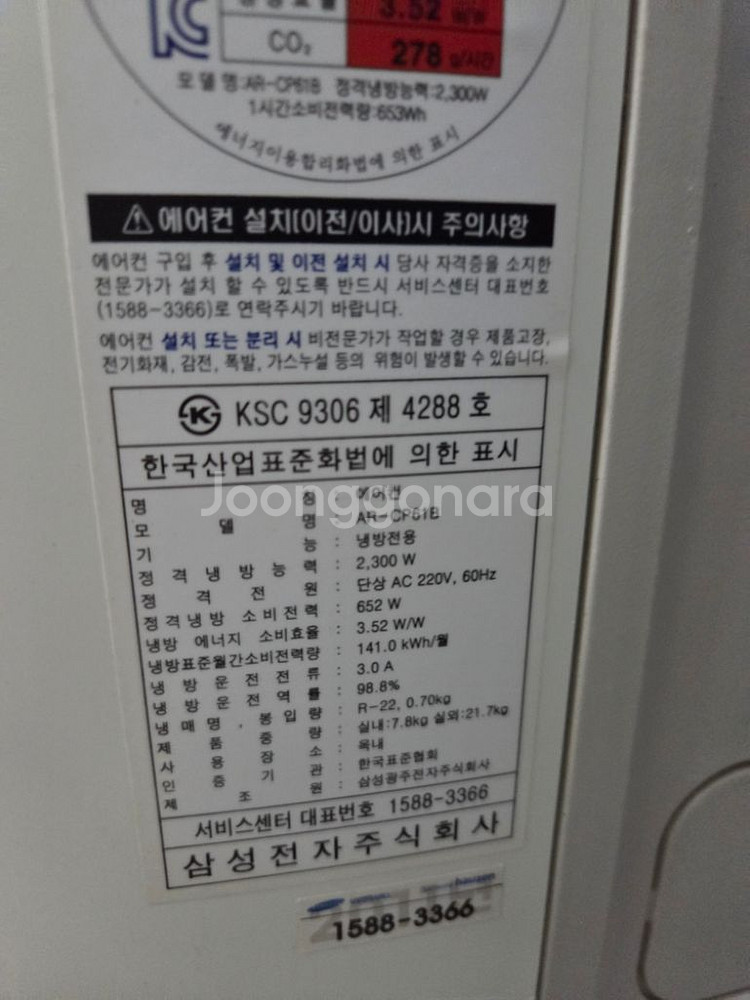 3.52 W/W
CO₂ 278 g/시간
모델명:AR-CP61B 정격냉방능력:2,300W
1시간소비전력량:653Wh
에너지이용합리화법에 의한 표시
에어컨 설치(이전/이사)시 주의사항
에어컨 구입 후 설치 및 이전 설치 시 당사 자격증을 소지한
전문가가 설치 할 수 있도록 반드시 서비스센터 대표번호
(1588-3366)로 연락주시기 바랍니다.
에어컨 설치 또는 분리 시 비전문가가 작업할 경우 제품고장,
전기화재, 감전, 폭발, 가스누설 등의 위험이 발생할 수 있습니다.
KSC 9306 제 4288 호
한국산업표준화법에 의한 표시
명 칭 : 에어컨
모 델 명 : AR-CP61B
기 능 : 냉방전용
정 격 냉 방 능 력 : 2,300 W
정 격 전 원 : 단상 AC 220V, 60Hz
정격냉방 소비전력 : 652 W
냉방 에너지 소비효율 : 3.52 W/W
냉방표준월간소비전력량 : 141.0 kWh/월
냉 방 운 전 전 류 : 3.0 A
냉 방 운 전 역 률 : 98.8%
냉 매 명 , 봉 입 량 : R-22, 0.70kg
제 품 중 량 : 실내:7.8kg 실외:21.7kg
사 용 장 소 : 옥내
인 증 기 관 : 한국표준협회
제 조 원 : 삼성광주전자주식회사
서비스센터 대표번호 1588-3366
삼성전자주식회사
1588-3366
Joonggonara